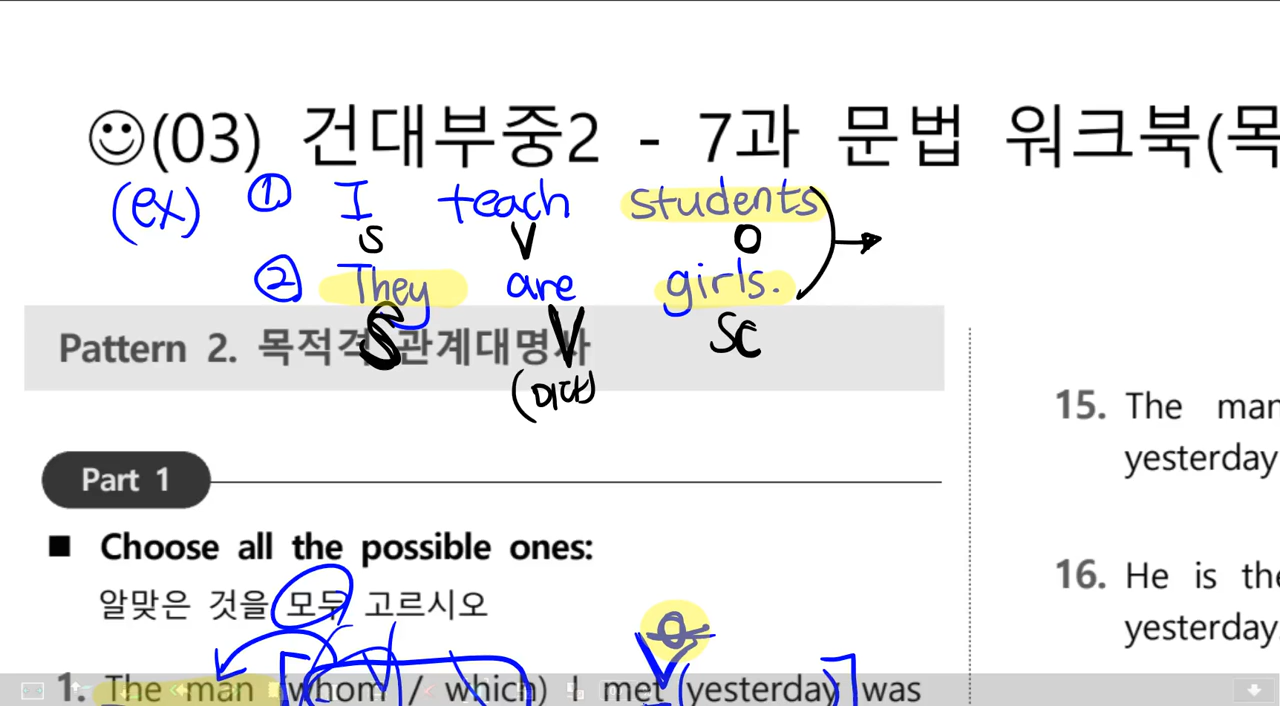 (03) 건대부중2 - 7과 문법 워크북(목
(ex) ① I teach students
S V O
② They are girls.
S V SC
Pattern 2. 목적격 관계대명사
Part 1
■ Choose all the possible ones:
알맞은 것을 모두 고르시오
O
V
1. The man (whom / which) I met (yesterday) was
15. The man
yesterday
16. He is the
yesterday.